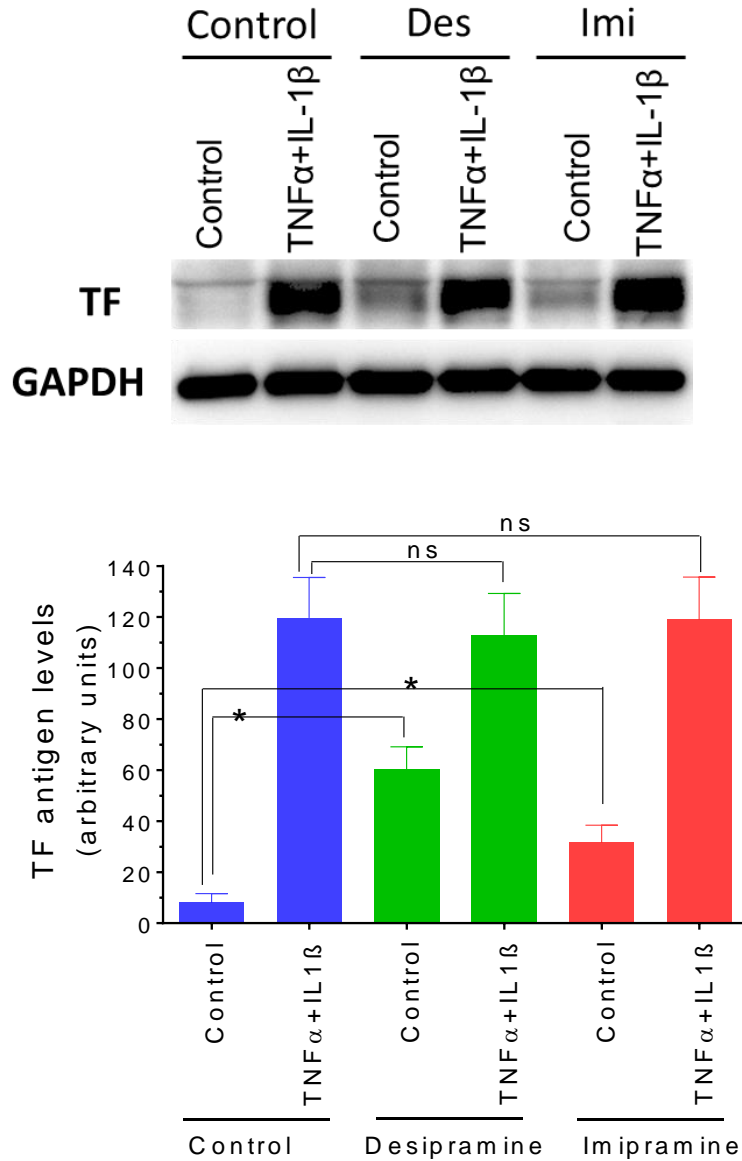 Control Des Imi
Control TNFα+IL-1β Control TNFα+IL-1β Control TNFα+IL-1β
TF
GAPDH
ns
ns
*
*
140
120
100
80
60
40
20
0
TF antigen levels
(arbitrary units)
Control TNFα+IL1ß Control TNFα+IL1ß Control TNFα+IL1ß
Control Desipramine Imipramine